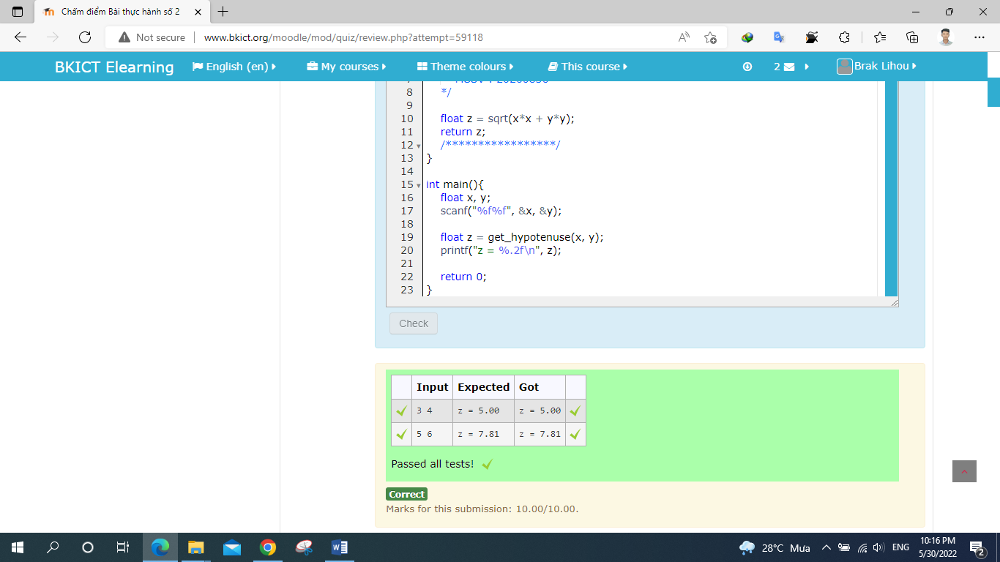 Chấm điểm Bài thực hành số 2
Not secure www.bkict.org/moodle/mod/quiz/review.php?attempt=59118
BKICT Elearning English (en) My courses Theme colours This course 2 Brak Lihou
8 */
9
10 float z = sqrt(x*x + y*y);
11 return z;
12 /*****************/
13 }
14
15 int main(){
16 float x, y;
17 scanf("%f%f", &x, &y);
18
19 float z = get_hypotenuse(x, y);
20 printf("z = %.2f\n", z);
21
22 return 0;
23 }
Check
Input Expected Got
3 4 z = 5.00 z = 5.00
5 6 z = 7.81 z = 7.81
Passed all tests!
Correct
Marks for this submission: 10.00/10.00.
28°C Mưa ENG 10:16 PM
5/30/2022 2